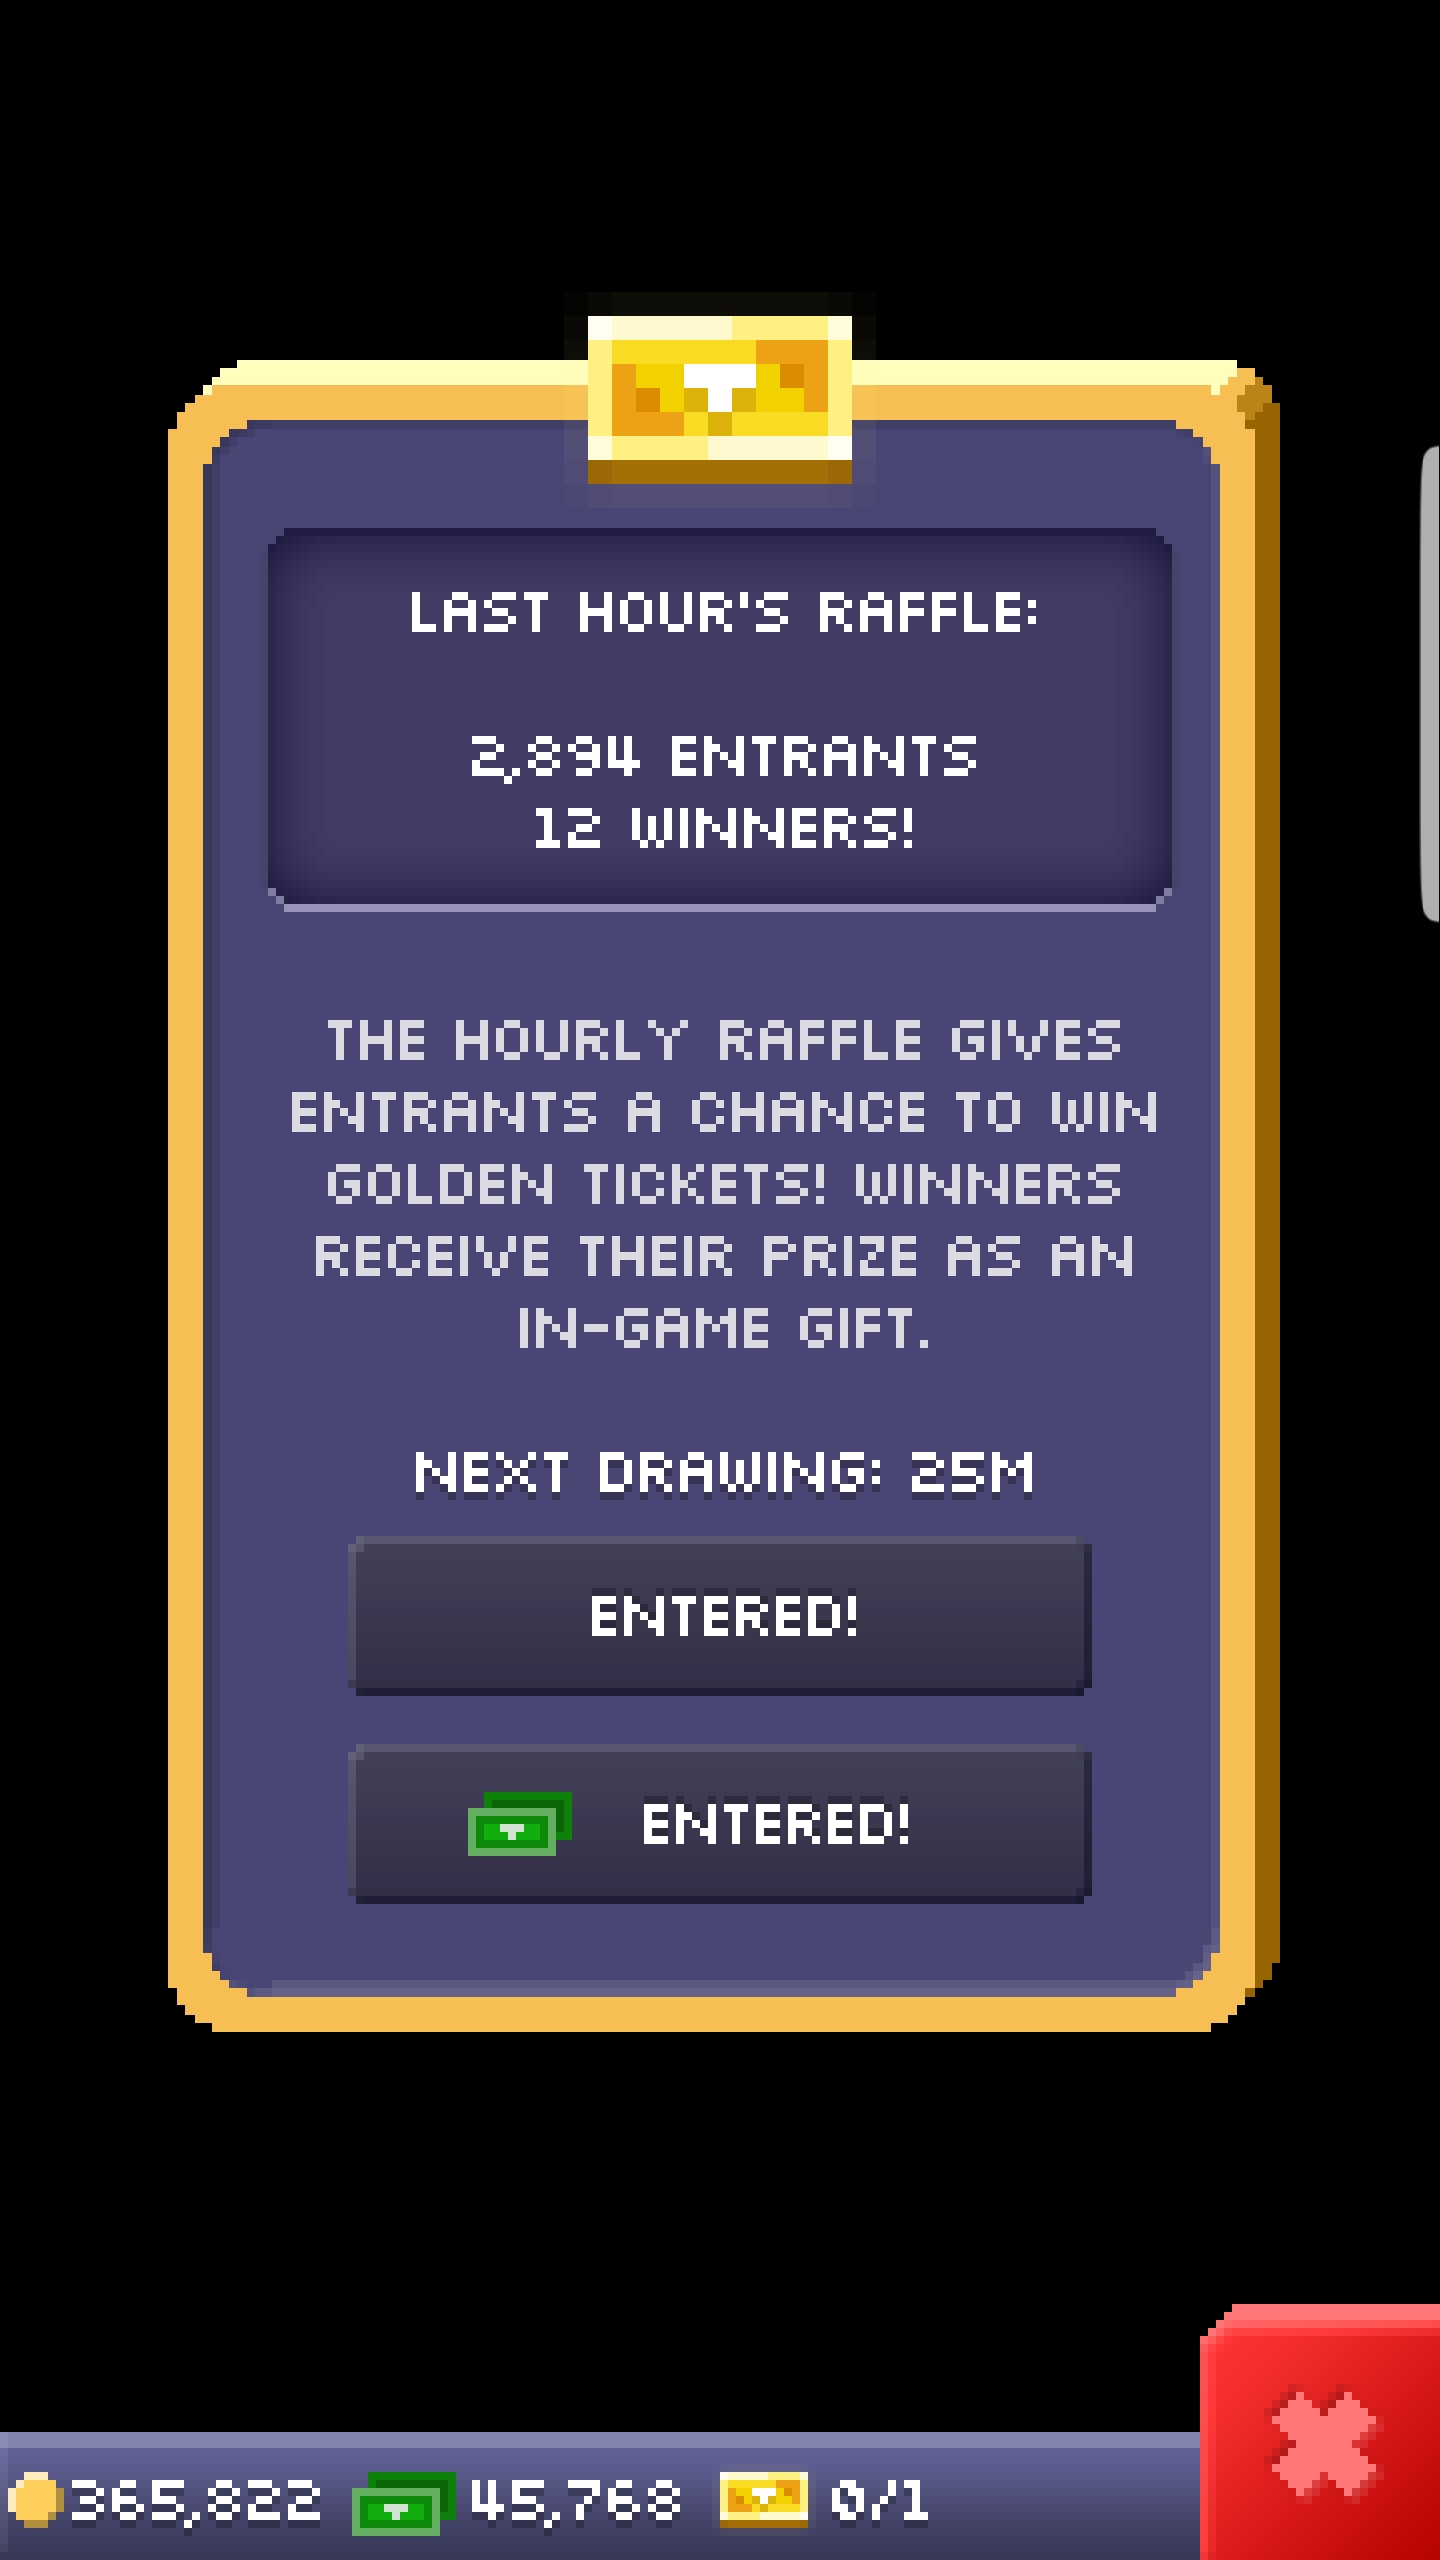 LAST HOUR'S RAFFLE:
2,894 ENTRANTS
12 WINNERS!
THE HOURLY RAFFLE GIVES
ENTRANTS A CHANCE TO WIN
GOLDEN TICKETS! WINNERS
RECEIVE THEIR PRIZE AS AN
IN-GAME GIFT.
NEXT DRAWING: 25M
ENTERED!
ENTERED!
365,822 45,768 0/1